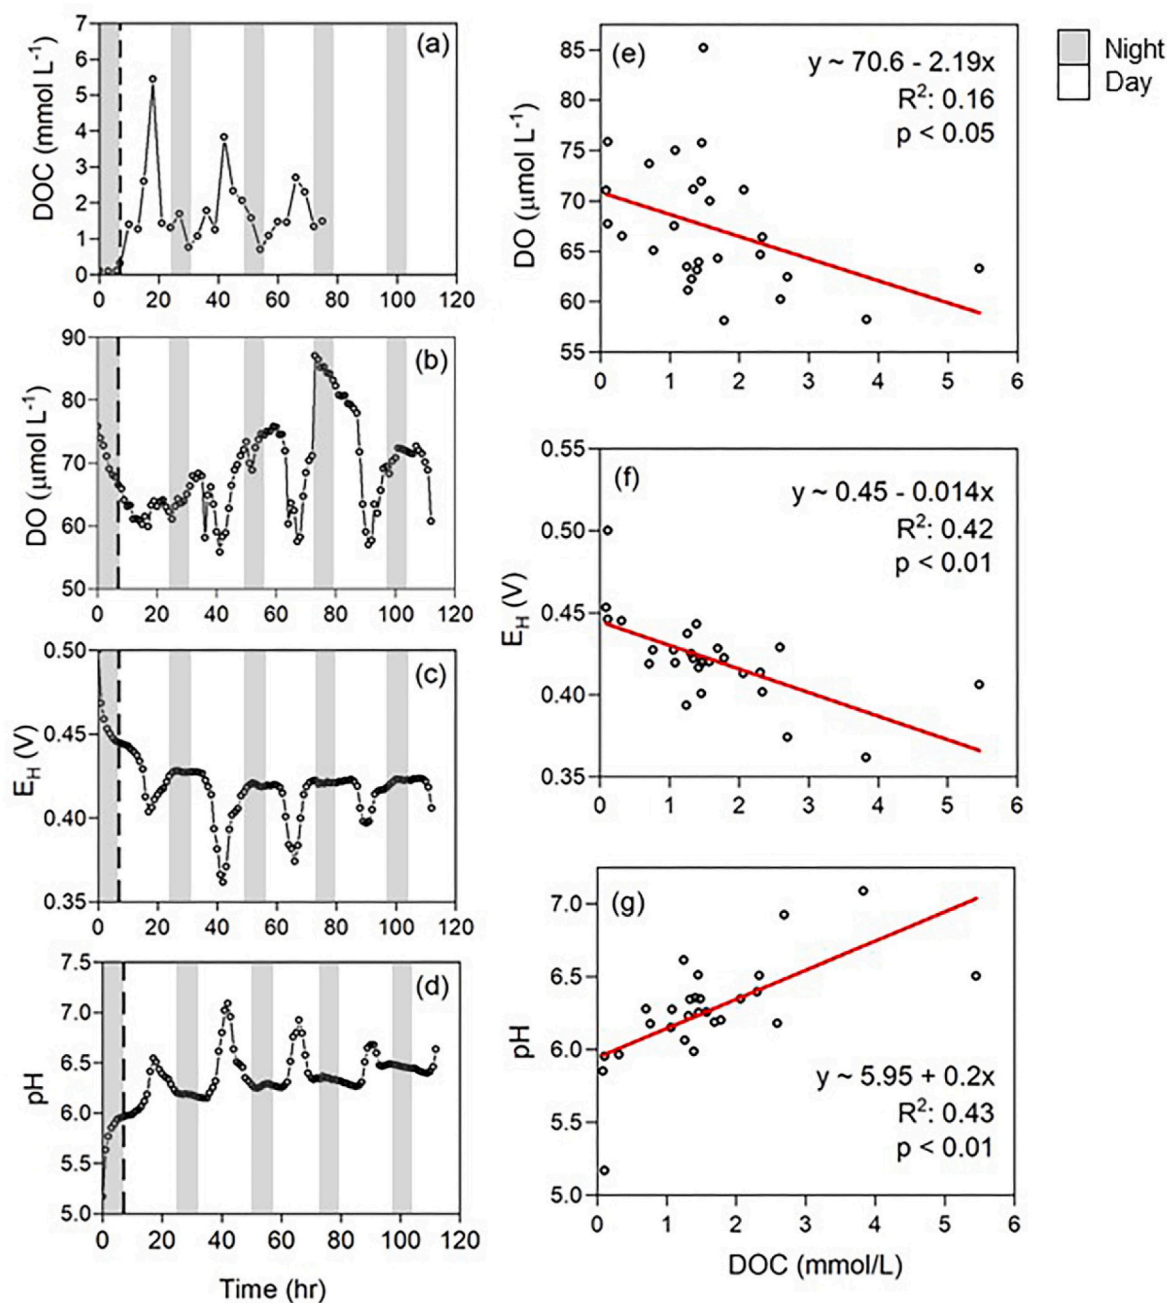 (a)
DOC (mmol L⁻¹)
7
6
5
4
3
2
1
0
0 20 40 60 80 100 120
(b)
DO (μmol L⁻¹)
90
80
70
60
50
0 20 40 60 80 100 120
(c)
E_H (V)
0.50
0.45
0.40
0.35
0 20 40 60 80 100 120
(d)
pH
7.5
7.0
6.5
6.0
5.5
5.0
0 20 40 60 80 100 120
Time (hr)
(e)
y ~ 70.6 - 2.19x
R²: 0.16
p < 0.05
DO (μmol L⁻¹)
85
80
75
70
65
60
55
0 1 2 3 4 5 6
(f)
y ~ 0.45 - 0.014x
R²: 0.42
p < 0.01
E_H (V)
0.55
0.50
0.45
0.40
0.35
0 1 2 3 4 5 6
(g)
y ~ 5.95 + 0.2x
R²: 0.43
p < 0.01
pH
7.0
6.5
6.0
5.5
5.0
0 1 2 3 4 5 6
DOC (mmol/L)
Night
Day